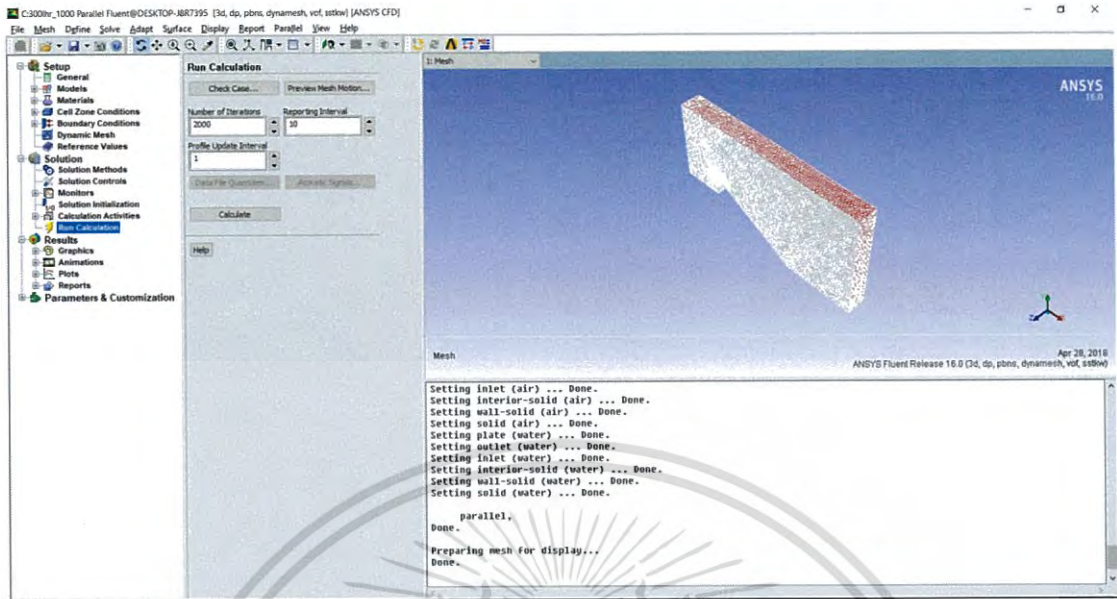 C:300lhr_1000 Parallel Fluent@DESKTOP-J8R7395 [3d, dp, pbns, dynamesh, vof, sstkw] [ANSYS CFD]
File Mesh Define Solve Adapt Surface Display Report Parallel View Help
Setup
General
Models
Materials
Cell Zone Conditions
Boundary Conditions
Dynamic Mesh
Reference Values
Solution
Solution Methods
Solution Controls
Monitors
Solution Initialization
Calculation Activities
Run Calculation
Results
Graphics
Animations
Plots
Reports
Parameters & Customization
Run Calculation
Check Case... Preview Mesh Motion...
Number of Iterations Reporting Interval
2000 10
Profile Update Interval
1
Data File Quantities... Acoustic Signals...
Calculate
Help
1: Mesh
ANSYS
16.0
Mesh
Apr 28, 2018
ANSYS Fluent Release 16.0 (3d, dp, pbns, dynamesh, vof, sstkw)
Setting inlet (air) ... Done.
Setting interior-solid (air) ... Done.
Setting wall-solid (air) ... Done.
Setting solid (air) ... Done.
Setting plate (water) ... Done.
Setting outlet (water) ... Done.
Setting inlet (water) ... Done.
Setting interior-solid (water) ... Done.
Setting wall-solid (water) ... Done.
Setting solid (water) ... Done.
parallel,
Done.
Preparing mesh for display...
Done.